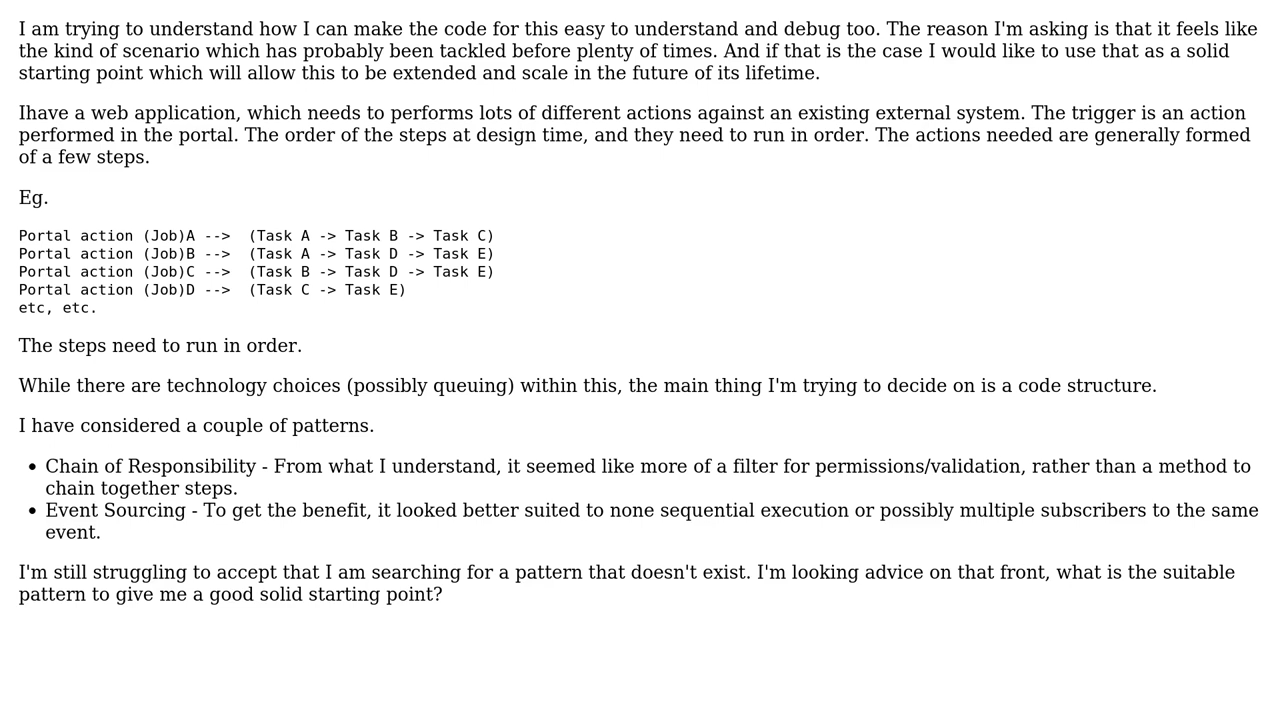 I am trying to understand how I can make the code for this easy to understand and debug too. The reason I'm asking is that it feels like
the kind of scenario which has probably been tackled before plenty of times. And if that is the case I would like to use that as a solid
starting point which will allow this to be extended and scale in the future of its lifetime.
Ihave a web application, which needs to performs lots of different actions against an existing external system. The trigger is an action
performed in the portal. The order of the steps at design time, and they need to run in order. The actions needed are generally formed
of a few steps.
Eg.
Portal action (Job)A -->  (Task A -> Task B -> Task C)
Portal action (Job)B -->  (Task A -> Task D -> Task E)
Portal action (Job)C -->  (Task B -> Task D -> Task E)
Portal action (Job)D -->  (Task C -> Task E)
etc, etc.
The steps need to run in order.
While there are technology choices (possibly queuing) within this, the main thing I'm trying to decide on is a code structure.
I have considered a couple of patterns.
• Chain of Responsibility - From what I understand, it seemed like more of a filter for permissions/validation, rather than a method to
chain together steps.
• Event Sourcing - To get the benefit, it looked better suited to none sequential execution or possibly multiple subscribers to the same
event.
I'm still struggling to accept that I am searching for a pattern that doesn't exist. I'm looking advice on that front, what is the suitable
pattern to give me a good solid starting point?